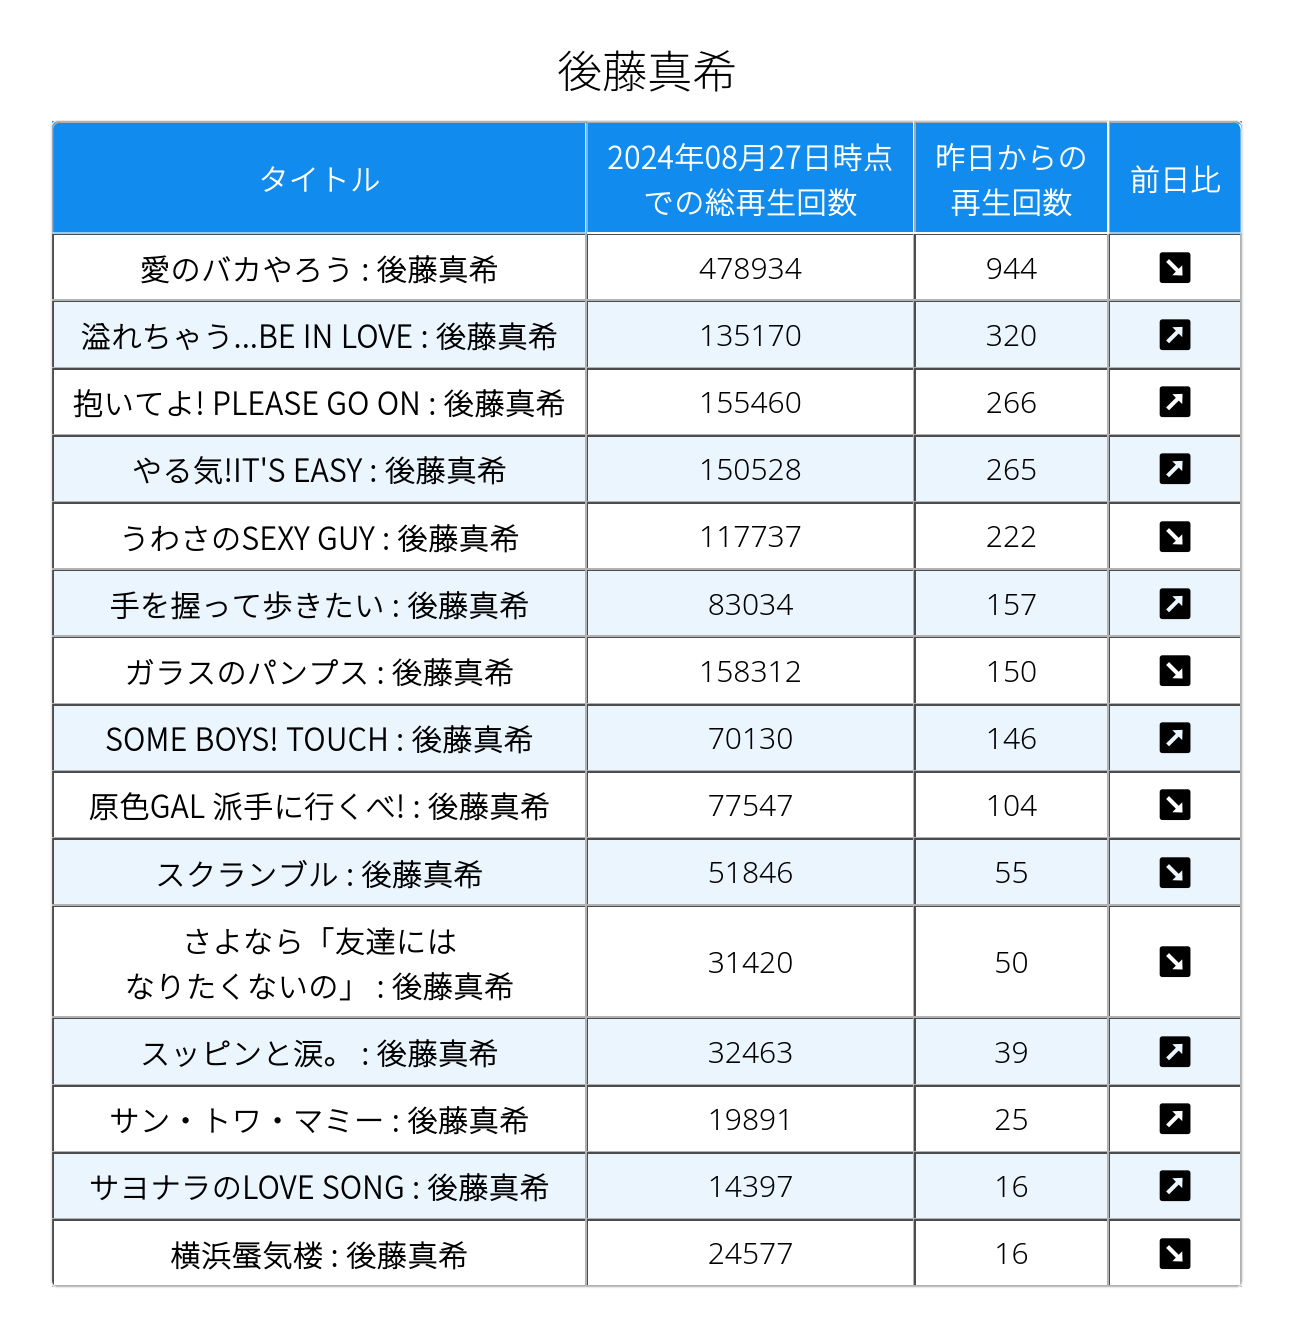 後藤真希
タイトル
2024年08月27日時点
での総再生回数
昨日からの
再生回数
前日比
愛のバカやろう : 後藤真希 478934 944
溢れちゃう...BE IN LOVE : 後藤真希 135170 320
抱いてよ! PLEASE GO ON : 後藤真希 155460 266
やる気!IT'S EASY : 後藤真希 150528 265
うわさのSEXY GUY : 後藤真希 117737 222
手を握って歩きたい : 後藤真希 83034 157
ガラスのパンプス : 後藤真希 158312 150
SOME BOYS! TOUCH : 後藤真希 70130 146
原色GAL 派手に行くべ! : 後藤真希 77547 104
スクランブル : 後藤真希 51846 55
さよなら「友達には
なりたくないの」 : 後藤真希 31420 50
スッピンと涙。 : 後藤真希 32463 39
サン・トワ・マミー : 後藤真希 19891 25
サヨナラのLOVE SONG : 後藤真希 14397 16
横浜蜃気楼 : 後藤真希 24577 16